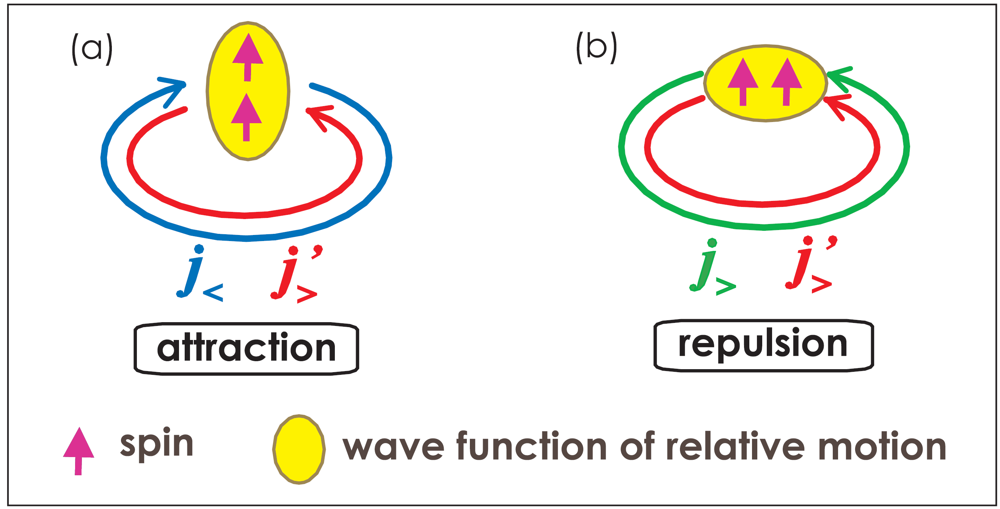 (a) (b)
j< j'> j> j'>
attraction repulsion
spin wave function of relative motion